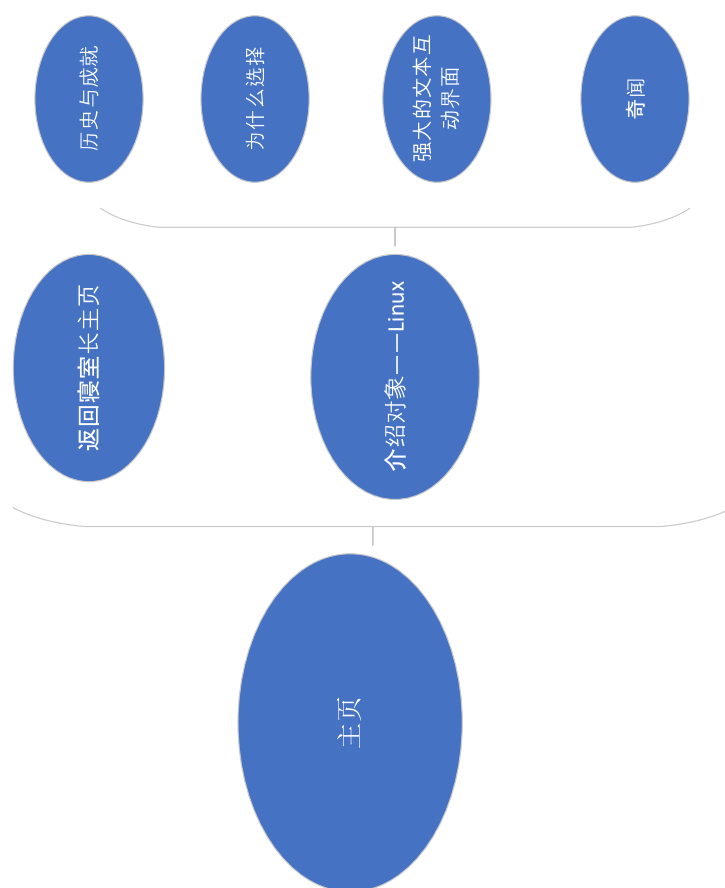 主页
返回寝室长主页
介绍对象——Linux
历史与成就
为什么选择
强大的文本互
动界面
奇闻